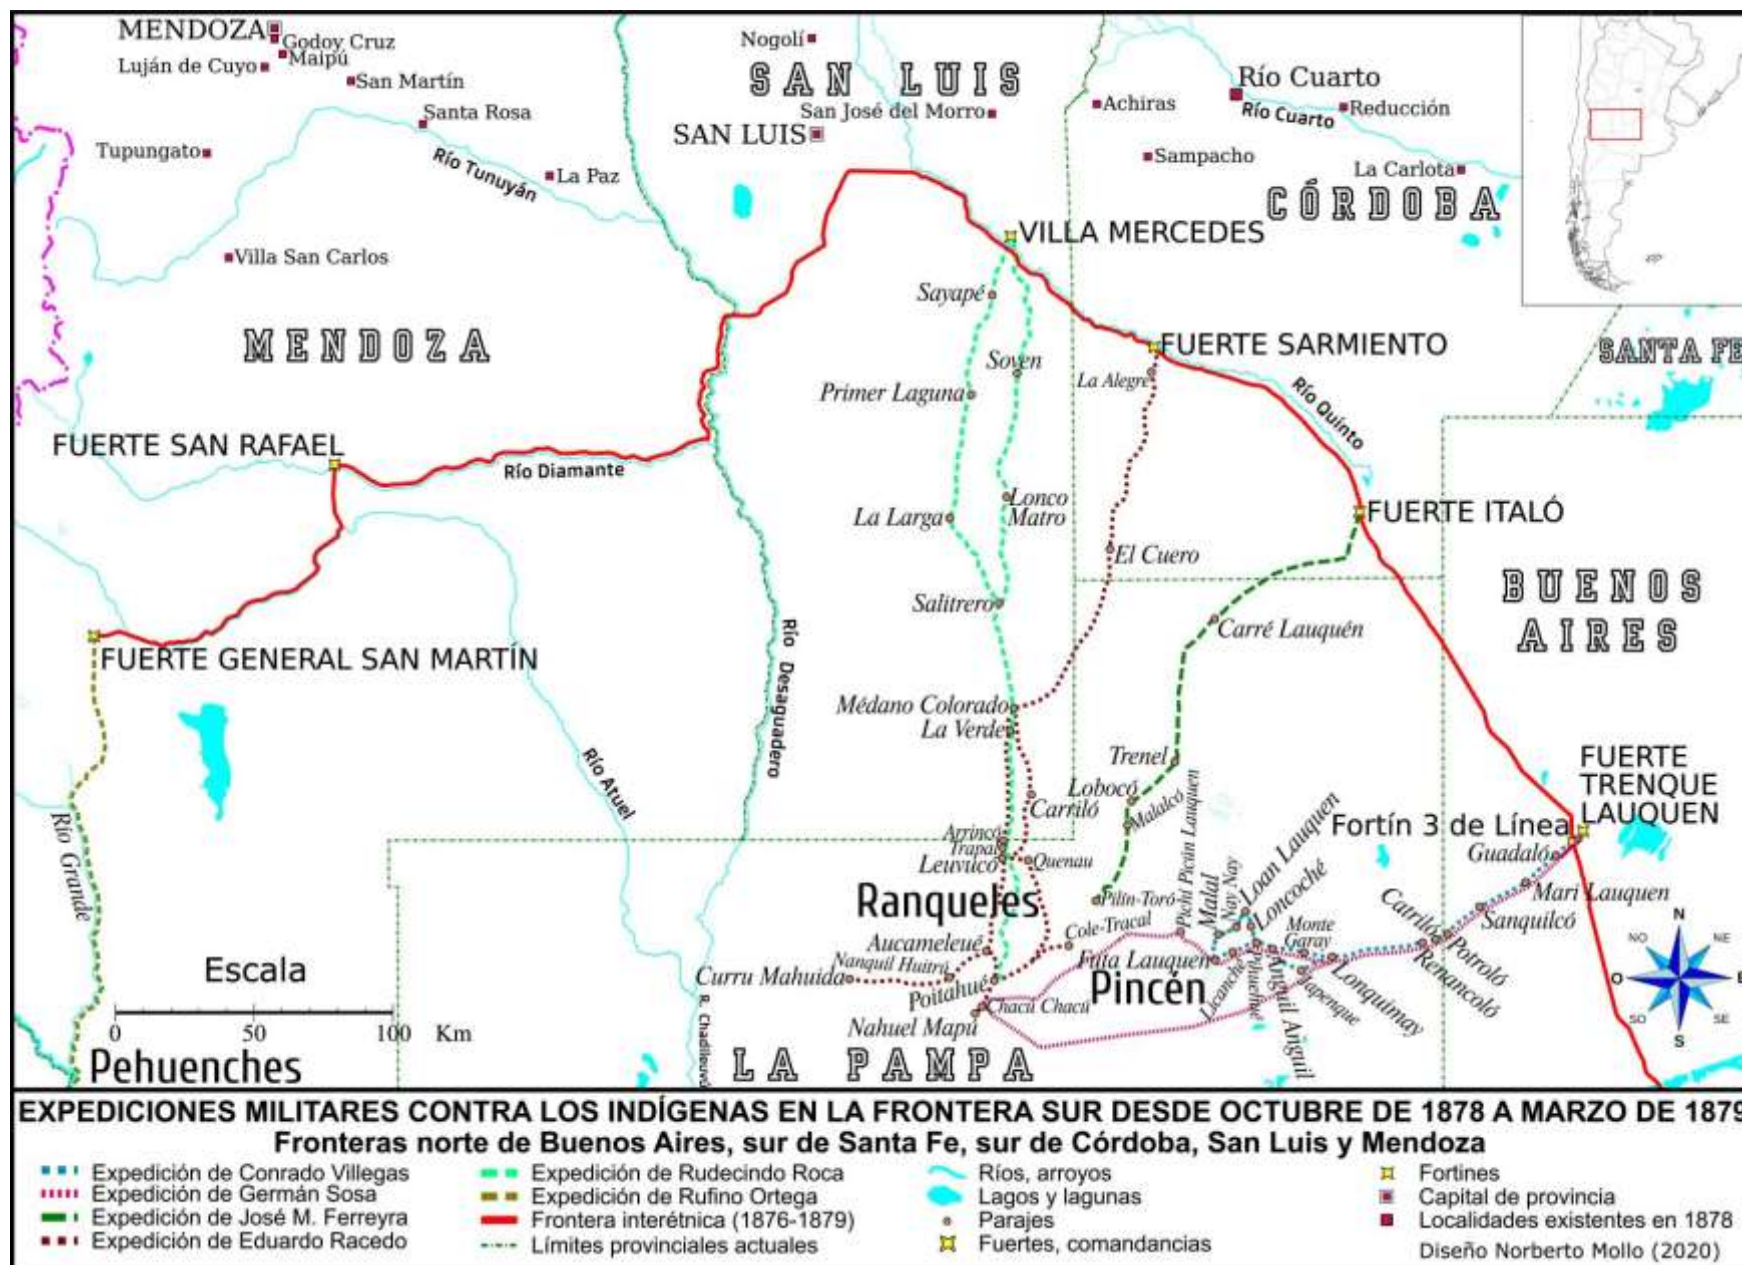 MENDOZA
Godoy Cruz
Maipú
Luján de Cuyo
San Martín
Santa Rosa
Tupungato
Río Tunuyán
La Paz
Villa San Carlos
MENDOZA
Nogolí
SAN LUIS
San José del Morro
SAN LUIS
Achiras
Río Cuarto
Río Cuarto
Reducción
Sampacho
La Carlota
CÓRDOBA
VILLA MERCEDES
Sayapé
FUERTE SARMIENTO
SANTA FE
Soven
La Alegre
Primer Laguna
Río Quinto
FUERTE SAN RAFAEL
Río Diamante
Lonco
Matro
La Larga
FUERTE ITALÓ
El Cuero
Salitrero
BUENOS
AIRES
Carré Lauquén
FUERTE GENERAL SAN MARTÍN
Río Desaguadero
Médano Colorado
La Verde
Río Atuel
Trenel
Lobocó
Carriló
Malalcó
Pichi Picún Lauquen
FUERTE
TRENQUE
LAUQUEN
Fortín 3 de Línea
Río Grande
Arrincó
Trapal
Leuvucó
Quenau
Guadaló
Ranqueles
Pilín-Toró
Malal
Nay Nay
Loan Lauquen
Loncoché
Mari Lauquen
Sanquilcó
Catriló
Potroló
Renancoló
Cole-Tracal
Monte
Garay
Aucameleué
Nanquil Huitrú
Curru Mahuida
Futa Lauquen
Poitahué
Pincén
Licancho
Anguil Anguil
Lonquimay
Chacu Chacú
Nahuel Mapú
R. Chadileuvú
LA PAMPA
Escala
0 50 100 Km
Pehuenches
N
NO
NE
O
E
SO
SE
S
EXPEDICIONES MILITARES CONTRA LOS INDÍGENAS EN LA FRONTERA SUR DESDE OCTUBRE DE 1878 A MARZO DE 1879
Fronteras norte de Buenos Aires, sur de Santa Fe, sur de Córdoba, San Luis y Mendoza
Expedición de Conrado Villegas
Expedición de Germán Sosa
Expedición de José M. Ferreyra
Expedición de Eduardo Racedo
Expedición de Rudecindo Roca
Expedición de Rufino Ortega
Frontera interétnica (1876-1879)
Límites provinciales actuales
Ríos, arroyos
Lagos y lagunas
Parajes
Fuertes, comandancias
Fortines
Capital de provincia
Localidades existentes en 1878
Diseño Norberto Mollo (2020)